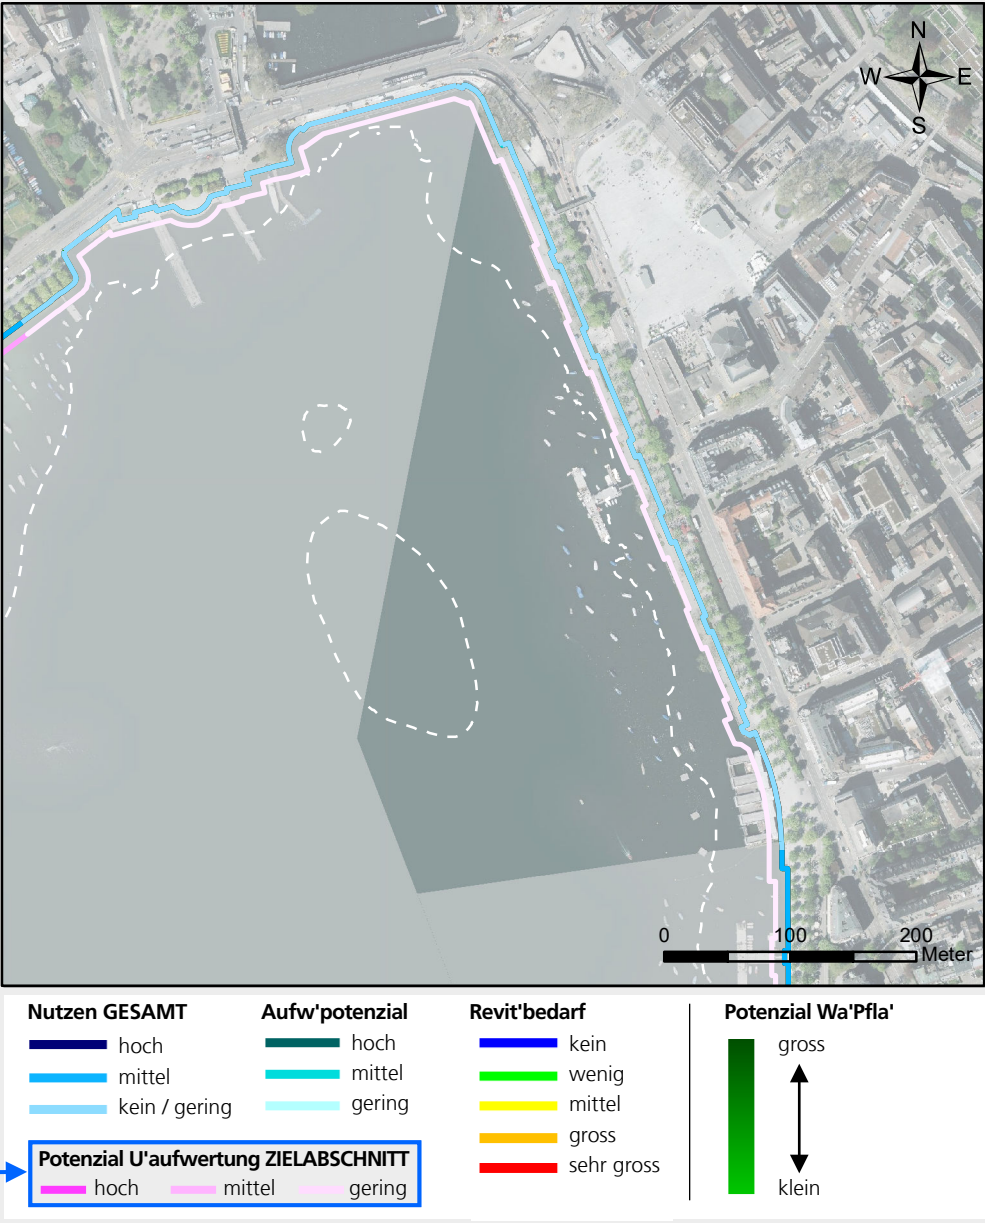 N
W E
S
0 100 200
Meter
Nutzen GESAMT
hoch
mittel
kein / gering
Aufw'potenzial
hoch
mittel
gering
Revit'bedarf
kein
wenig
mittel
gross
sehr gross
Potenzial Wa'Pfla'
gross
klein
Potenzial U'aufwertung ZIELABSCHNITT
hoch mittel gering